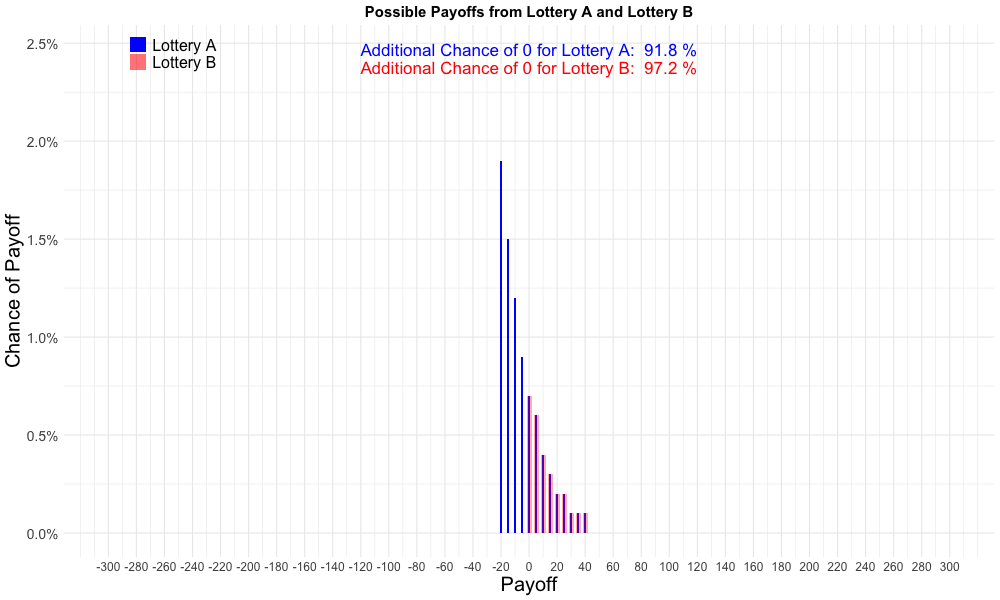 Possible Payoffs from Lottery A and Lottery B
Lottery A
Lottery B
Additional Chance of 0 for Lottery A: 91.8 %
Additional Chance of 0 for Lottery B: 97.2 %
Chance of Payoff
2.5%
2.0%
1.5%
1.0%
0.5%
0.0%
-300 -280 -260 -240 -220 -200 -180 -160 -140 -120 -100 -80 -60 -40 -20 0 20 40 60 80 100 120 140 160 180 200 220 240 260 280 300
Payoff